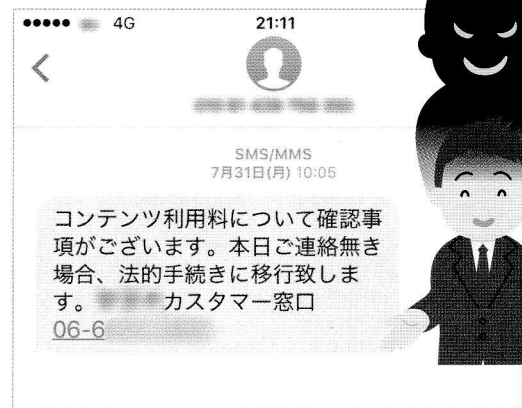 4G 21:11
SMS/MMS
7月31日(月) 10:05
コンテンツ利用料について確認事
項がございます。本日ご連絡無き
場合、法的手続きに移行致しま
す。 カスタマー窓口
06-6